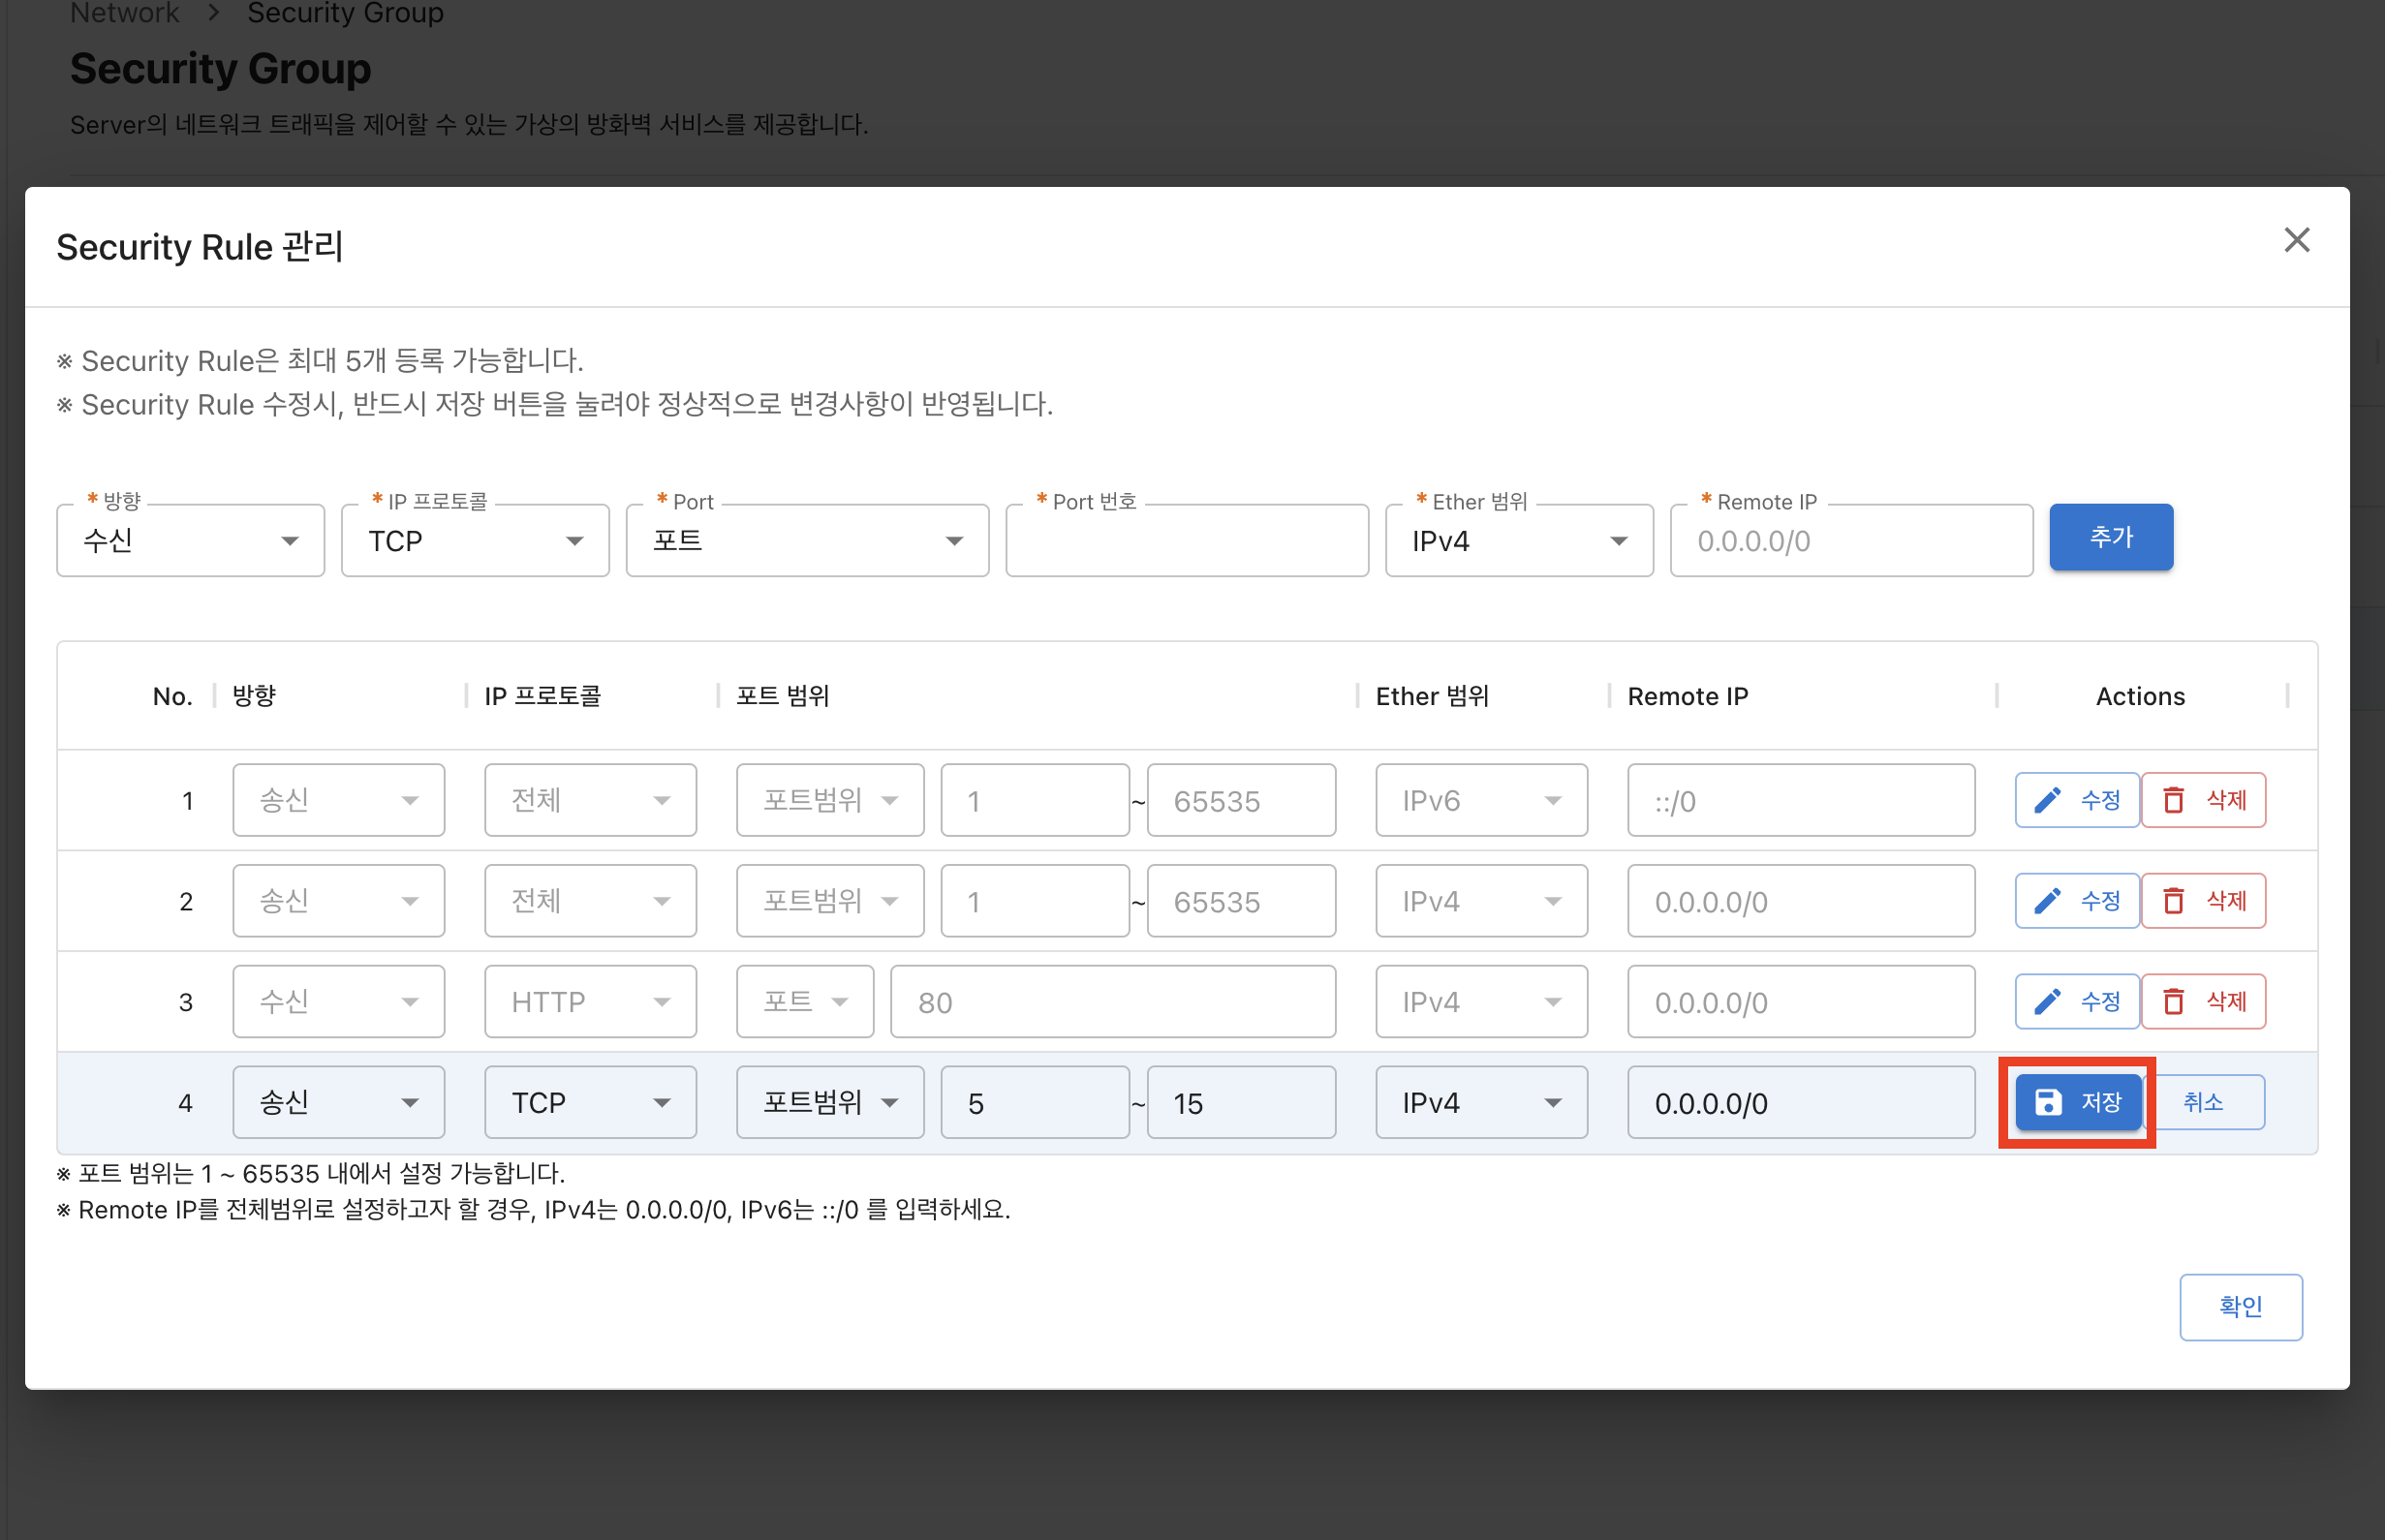 Network > Security Group
Security Group
Server의 네트워크 트래픽을 제어할 수 있는 가상의 방화벽 서비스를 제공합니다.
Security Rule 관리
※ Security Rule은 최대 5개 등록 가능합니다.
※ Security Rule 수정시, 반드시 저장 버튼을 눌러야 정상적으로 변경사항이 반영됩니다.
* 방향 * IP 프로토콜 * Port * Port 번호 * Ether 범위 * Remote IP
수신 TCP 포트 IPv4 0.0.0.0/0 추가
No. 방향 IP 프로토콜 포트 범위 Ether 범위 Remote IP Actions
1 송신 전체 포트범위 1 ~ 65535 IPv6 ::/0 수정 삭제
2 송신 전체 포트범위 1 ~ 65535 IPv4 0.0.0.0/0 수정 삭제
3 수신 HTTP 포트 80 IPv4 0.0.0.0/0 수정 삭제
4 송신 TCP 포트범위 5 ~ 15 IPv4 0.0.0.0/0 저장 취소
※ 포트 범위는 1 ~ 65535 내에서 설정 가능합니다.
※ Remote IP를 전체범위로 설정하고자 할 경우, IPv4는 0.0.0.0/0, IPv6는 ::/0 를 입력하세요.
확인